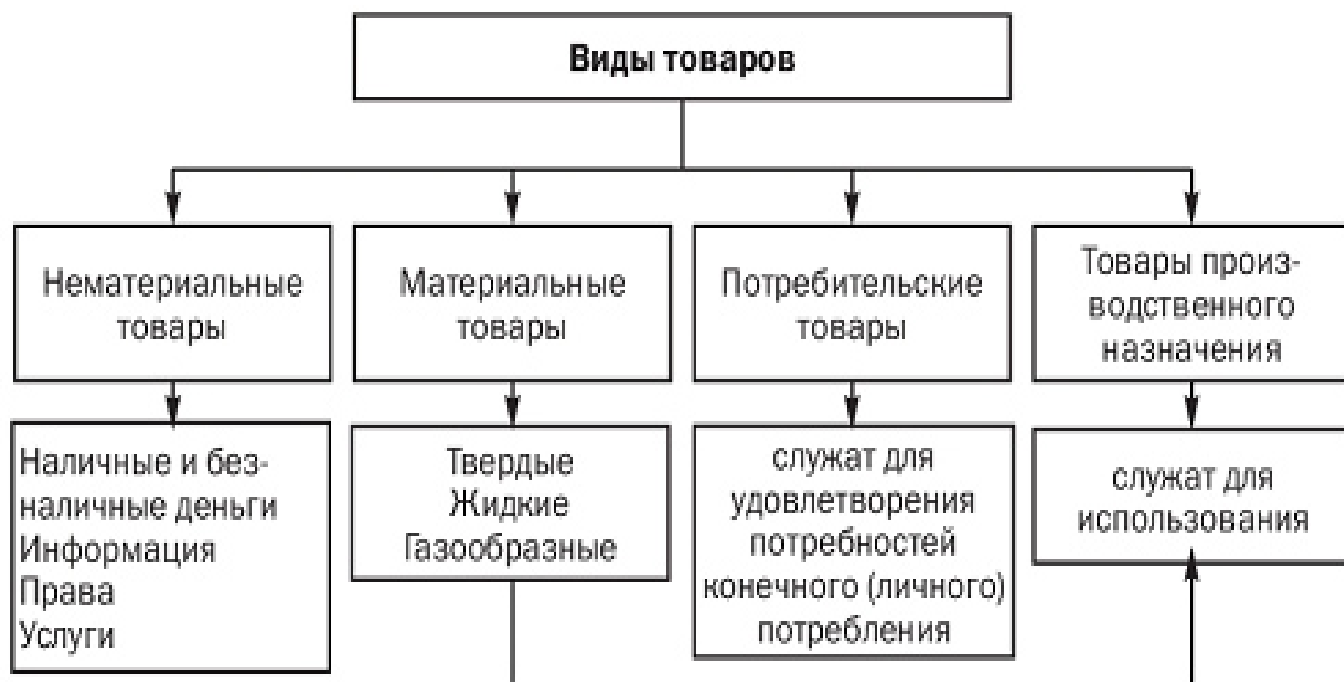 Виды товаров
Нематериальные
товары
Материальные
товары
Потребительские
товары
Товары произ-
водственного
назначения
Наличные и без-
наличные деньги
Информация
Права
Услуги
Твердые
Жидкие
Газообразные
служат для
удовлетворения
потребностей
конечного (личного)
потребления
служат для
использования